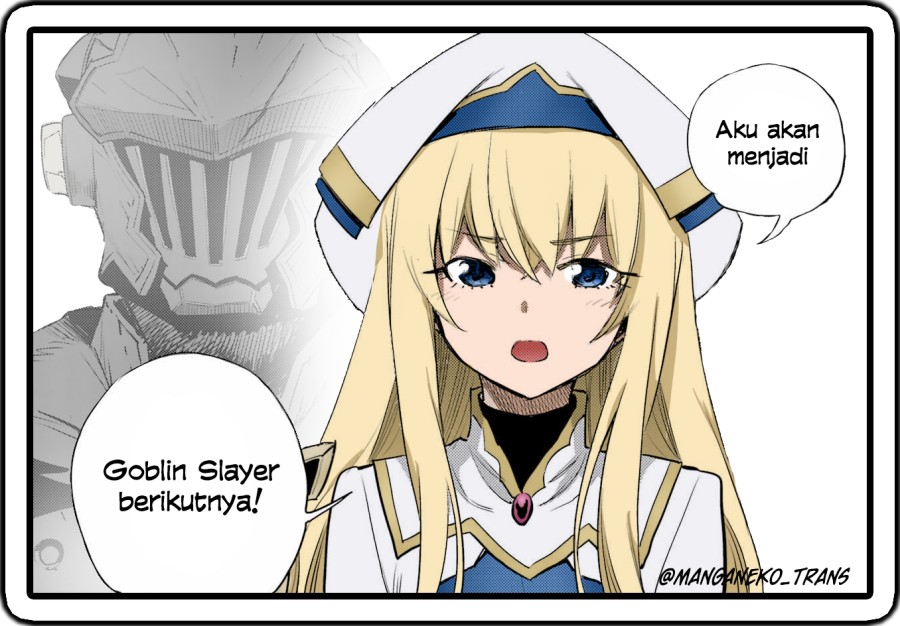 Aku akan
menjadi
Goblin Slayer
berikutnya!
@MANGANEKO_TRANS